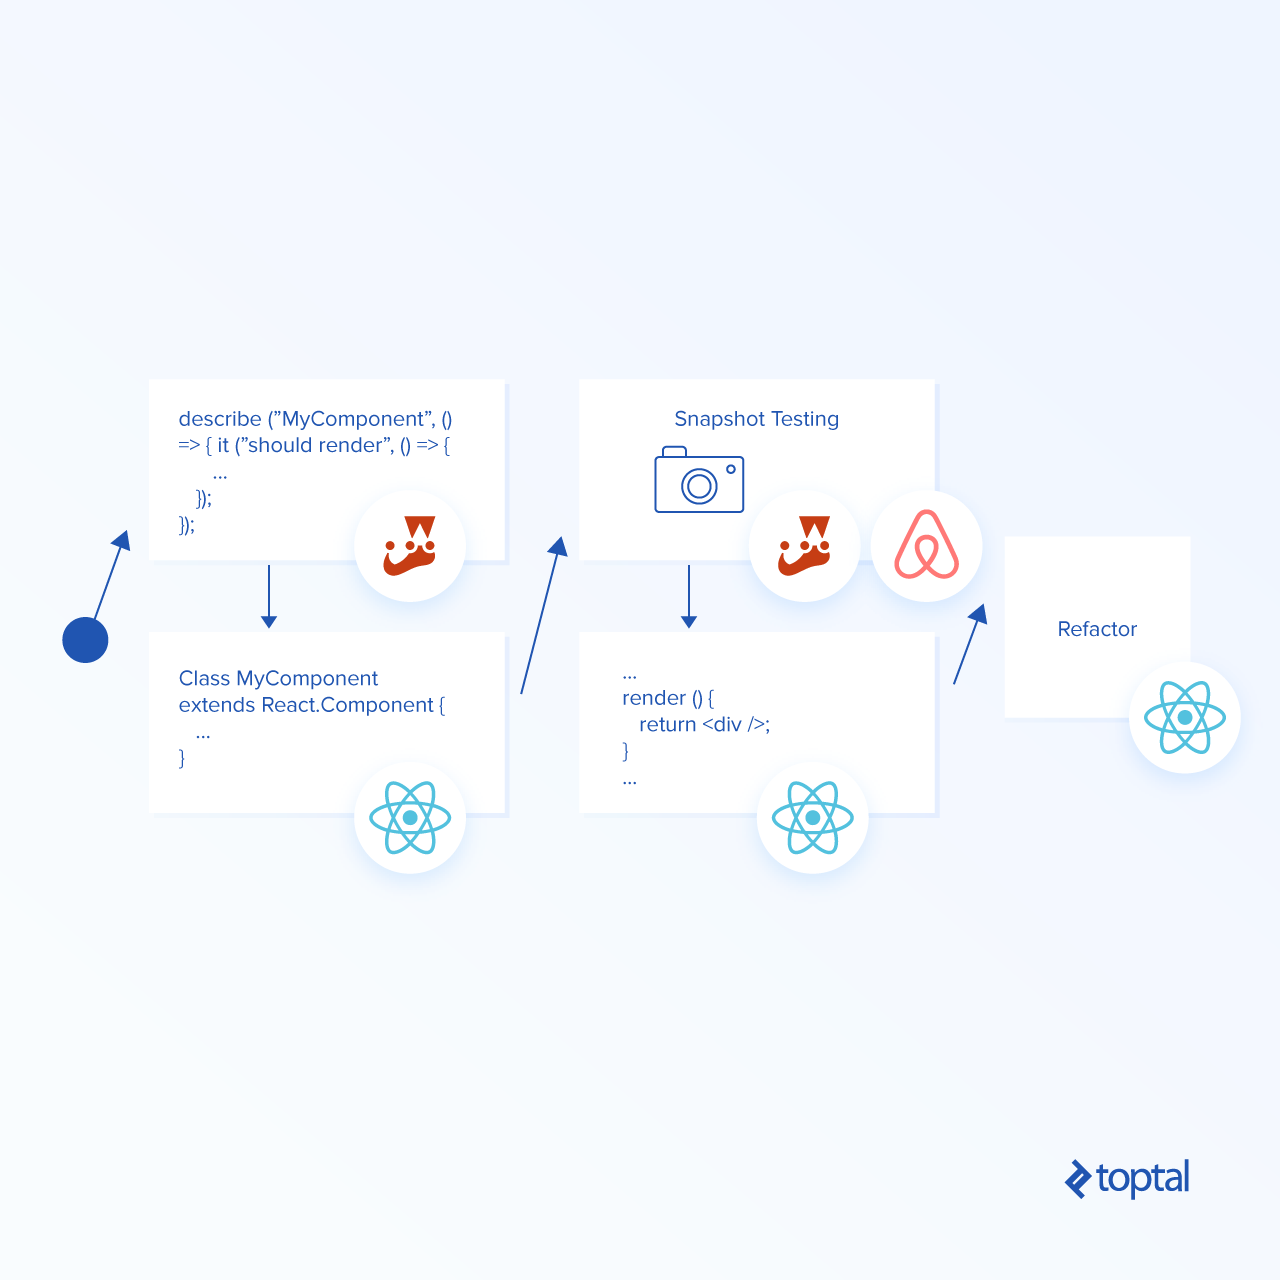 describe (”MyComponent”, ()
=> { it (”should render”, () => {
...
});
});
Class MyComponent
extends React.Component {
...
}
Snapshot Testing
...
render () {
return <div />;
}
...
Refactor
toptal